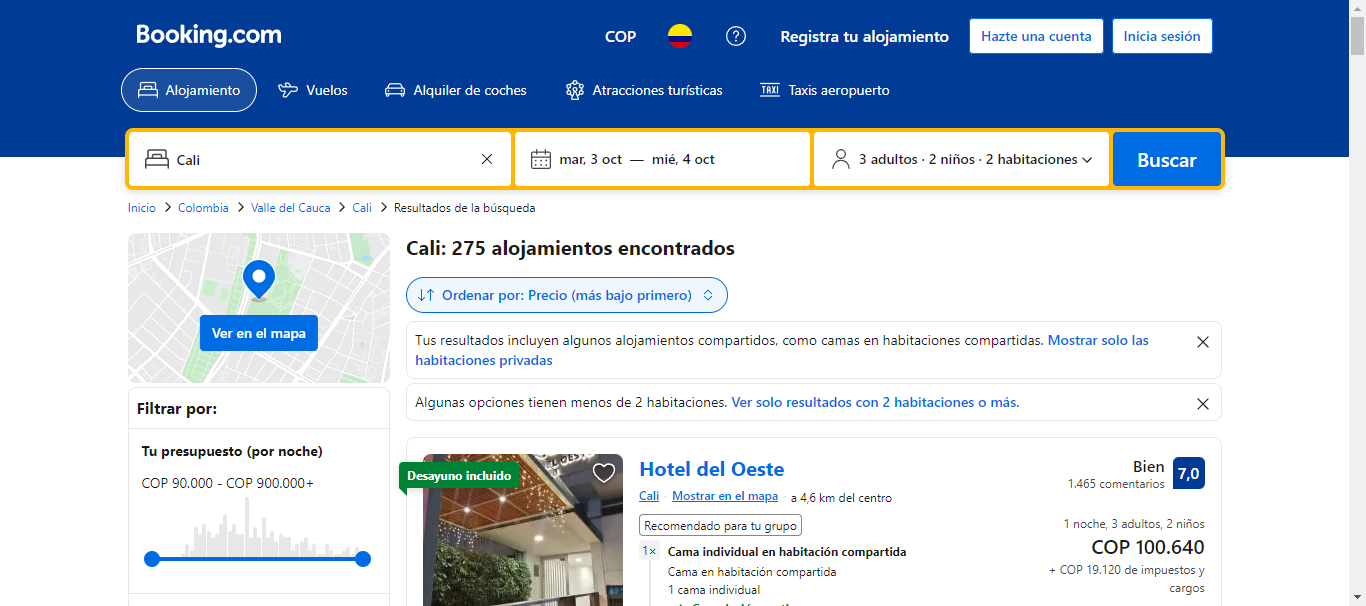 Booking.com
COP
Registra tu alojamiento
Hazte una cuenta
Inicia sesión
Alojamiento
Vuelos
Alquiler de coches
Atracciones turísticas
TAXI
Taxis aeropuerto
Cali
mar, 3 oct — mié, 4 oct
3 adultos · 2 niños · 2 habitaciones
Buscar
Inicio > Colombia > Valle del Cauca > Cali > Resultados de la búsqueda
Ver en el mapa
Filtrar por:
Tu presupuesto (por noche)
COP 90.000 - COP 900.000+
Cali: 275 alojamientos encontrados
Ordenar por: Precio (más bajo primero)
Tus resultados incluyen algunos alojamientos compartidos, como camas en habitaciones compartidas. Mostrar solo las
habitaciones privadas
Algunas opciones tienen menos de 2 habitaciones. Ver solo resultados con 2 habitaciones o más.
Desayuno incluido
Hotel del Oeste
Cali · Mostrar en el mapa · a 4,6 km del centro
Recomendado para tu grupo
1× Cama individual en habitación compartida
Cama en habitación compartida
1 cama individual
Bien
7,0
1.465 comentarios
1 noche, 3 adultos, 2 niños
COP 100.640
+ COP 19.120 de impuestos y
cargos